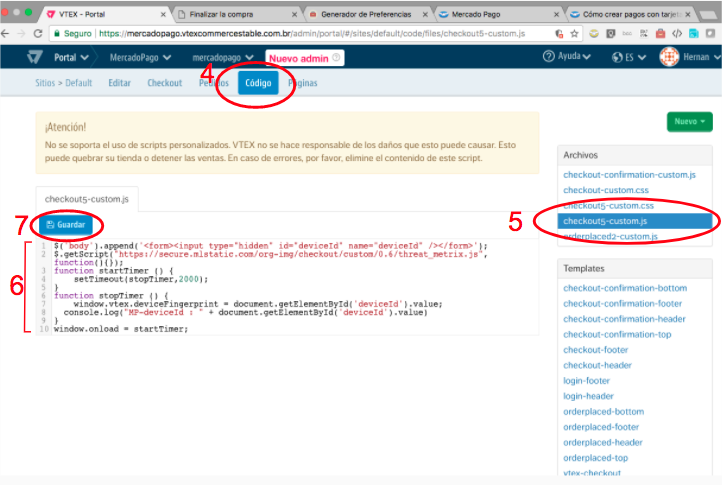 VTEX - Portal
Finalizar la compra
Generador de Preferencias
Mercado Pago
Cómo crear pagos con tarjeta
Seguro | https://mercadopago.vtexcommercestable.com.br/admin/portal/#/sites/default/code/files/checkout5-custom.js
Portal
MercadoPago
mercadopago
Nuevo admin
Ayuda
ES
Hernan
4
Sitios > Default
Editar
Checkout
Pedidos
Código
Páginas
¡Atención!
No se soporta el uso de scripts personalizados. VTEX no se hace responsable de los daños que esto puede causar. Esto
puede quebrar su tienda o detener las ventas. En caso de errores, por favor, elimine el contenido de este script.
Nuevo
Archivos
checkout-confirmation-custom.js
checkout-custom.css
checkout5-custom.css
5
checkout5-custom.js
orderplaced2-custom.js
checkout5-custom.js
7
Guardar
6
1 $('body').append('<form><input type="hidden" id="deviceId" name="deviceId" /></form>');
2 $.getScript("https://secure.mlstatic.com/org-img/checkout/custom/0.6/threat_metrix.js",
function(){});
3 function startTimer () {
4 setTimeout(stopTimer,2000);
5 }
6 function stopTimer () {
7 window.vtex.deviceFingerprint = document.getElementById('deviceId').value;
8 console.log("MP-deviceId : " + document.getElementById('deviceId').value)
9 }
10 window.onload = startTimer;
Templates
checkout-confirmation-bottom
checkout-confirmation-footer
checkout-confirmation-header
checkout-confirmation-top
checkout-footer
checkout-header
login-footer
login-header
orderplaced-bottom
orderplaced-footer
orderplaced-header
orderplaced-top
vtex-checkout